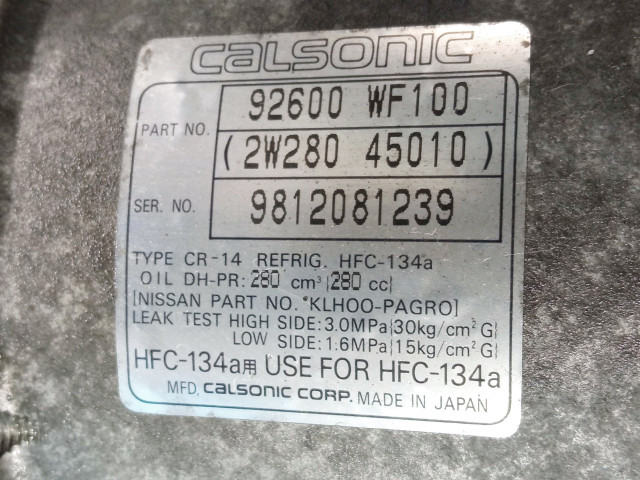 CALSONIC
PART NO. 92600 WF100
(2W280 45010)
SER. NO. 9812081239
TYPE CR-14 REFRIG. HFC-134a
OIL DH-PR: 280 cm³{280 cc}
[NISSAN PART NO. *KLHOO-PAGRO]
LEAK TEST HIGH SIDE:3.0MPa{30kg/cm²G}
LOW SIDE:1.6MPa{15kg/cm²G}
HFC-134a用 USE FOR HFC-134a
MFD. CALSONIC CORP. MADE IN JAPAN